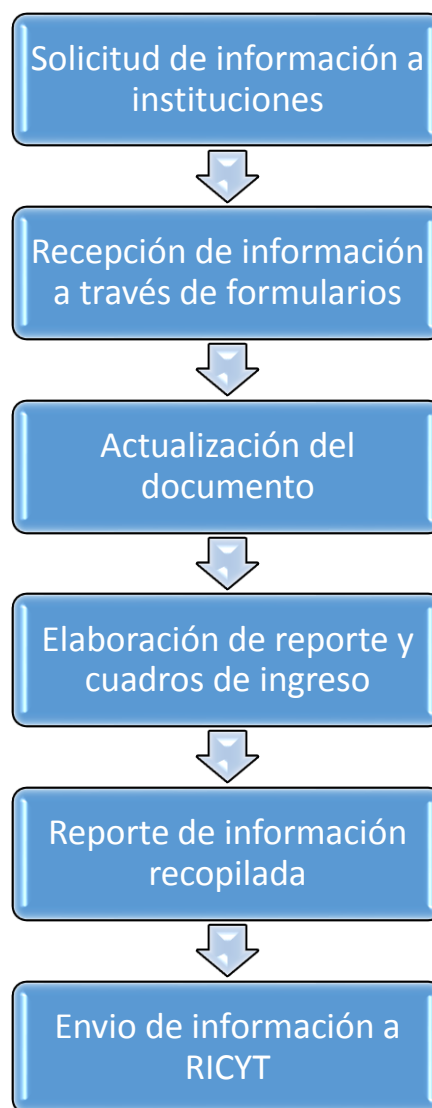 Solicitud de información a
instituciones
Recepción de información
a través de formularios
Actualización del
documento
Elaboración de reporte y
cuadros de ingreso
Reporte de información
recopilada
Envio de información a
RICYT